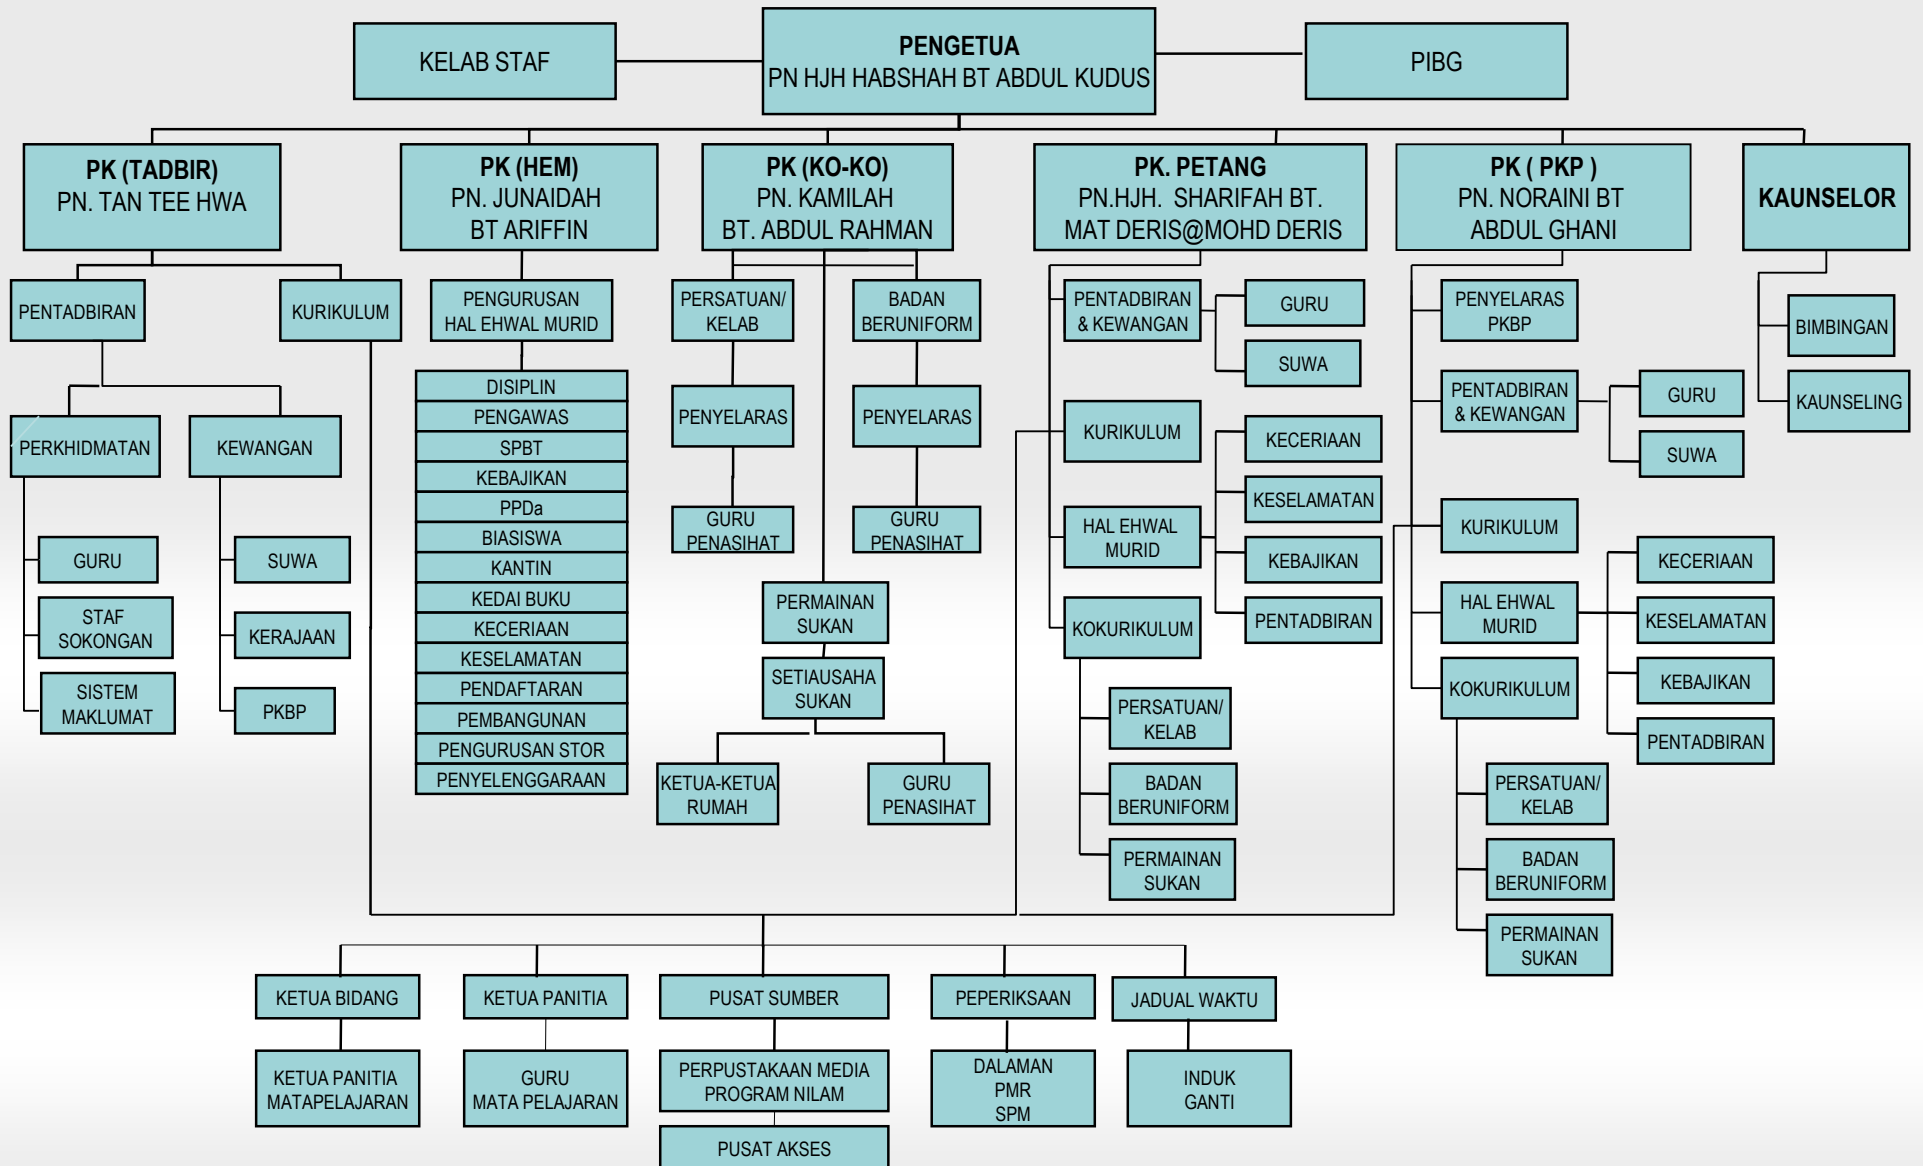 KELAB STAF
PENGETUA
PN HJH HABSHAH BT ABDUL KUDUS
PIBG
PK (TADBIR)
PN. TAN TEE HWA
PK (HEM)
PN. JUNAIDAH
BT ARIFFIN
PK (KO-KO)
PN. KAMILAH
BT. ABDUL RAHMAN
PK. PETANG
PN.HJH. SHARIFAH BT.
MAT DERIS@MOHD DERIS
PK ( PKP )
PN. NORAINI BT
ABDUL GHANI
KAUNSELOR
PENTADBIRAN
KURIKULUM
PERKHIDMATAN
KEWANGAN
GURU
STAF
SOKONGAN
SISTEM
MAKLUMAT
SUWA
KERAJAAN
PKBP
PENGURUSAN
HAL EHWAL MURID
DISIPLIN
PENGAWAS
SPBT
KEBAJIKAN
PPDa
BIASISWA
KANTIN
KEDAI BUKU
KECERIAAN
KESELAMATAN
PENDAFTARAN
PEMBANGUNAN
PENGURUSAN STOR
PENYELENGGARAAN
PERSATUAN/
KELAB
PENYELARAS
GURU
PENASIHAT
BADAN
BERUNIFORM
PENYELARAS
GURU
PENASIHAT
PERMAINAN
SUKAN
SETIAUSAHA
SUKAN
KETUA-KETUA
RUMAH
GURU
PENASIHAT
PENTADBIRAN
& KEWANGAN
GURU
SUWA
KURIKULUM
HAL EHWAL
MURID
KECERIAAN
KESELAMATAN
KEBAJIKAN
PENTADBIRAN
KOKURIKULUM
PERSATUAN/
KELAB
BADAN
BERUNIFORM
PERMAINAN
SUKAN
PENYELARAS
PKBP
PENTADBIRAN
& KEWANGAN
GURU
SUWA
KURIKULUM
HAL EHWAL
MURID
KECERIAAN
KESELAMATAN
KEBAJIKAN
PENTADBIRAN
KOKURIKULUM
PERSATUAN/
KELAB
BADAN
BERUNIFORM
PERMAINAN
SUKAN
BIMBINGAN
KAUNSELING
KETUA BIDANG
KETUA PANITIA
MATAPELAJARAN
KETUA PANITIA
GURU
MATA PELAJARAN
PUSAT SUMBER
PERPUSTAKAAN MEDIA
PROGRAM NILAM
PUSAT AKSES
PEPERIKSAAN
DALAMAN
PMR
SPM
JADUAL WAKTU
INDUK
GANTI